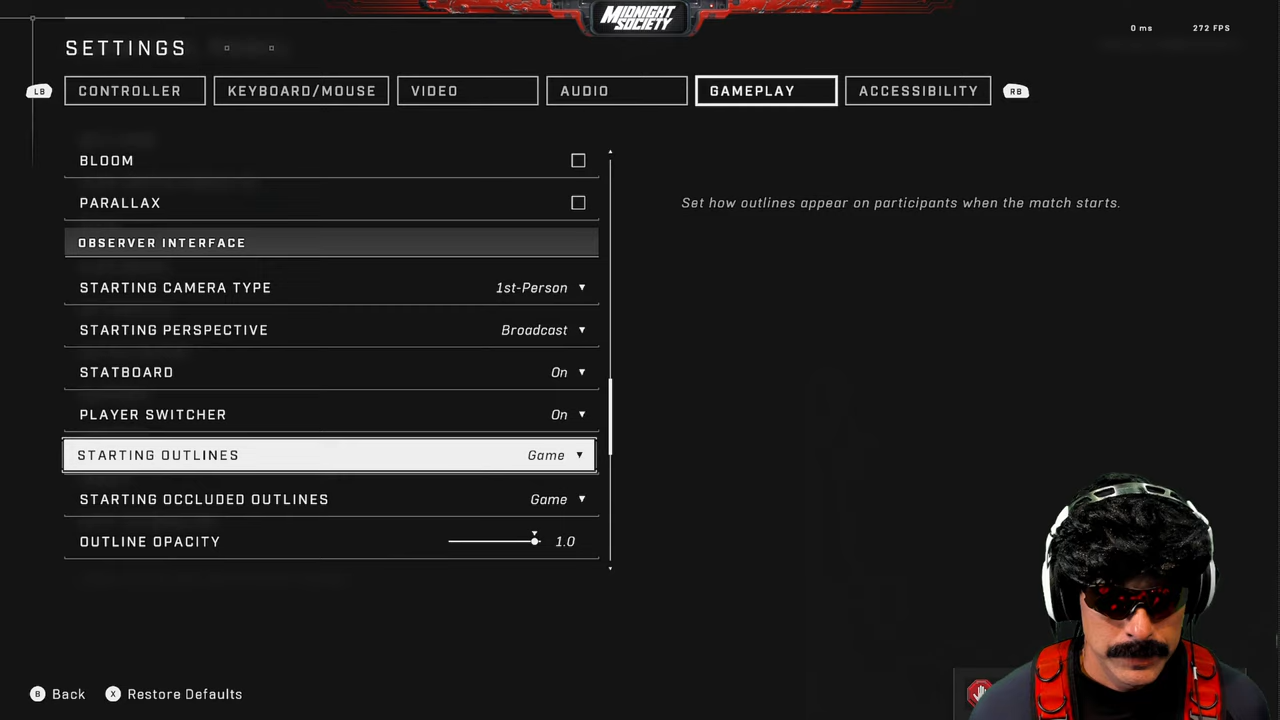 MIDNIGHT
SOCIETY
0 ms 272 FPS
SETTINGS
LB CONTROLLER KEYBOARD/MOUSE VIDEO AUDIO GAMEPLAY ACCESSIBILITY RB
BLOOM
PARALLAX
Set how outlines appear on participants when the match starts.
OBSERVER INTERFACE
STARTING CAMERA TYPE 1st-Person
STARTING PERSPECTIVE Broadcast
STATBOARD On
PLAYER SWITCHER On
STARTING OUTLINES Game
STARTING OCCLUDED OUTLINES Game
OUTLINE OPACITY 1.0
B Back X Restore Defaults